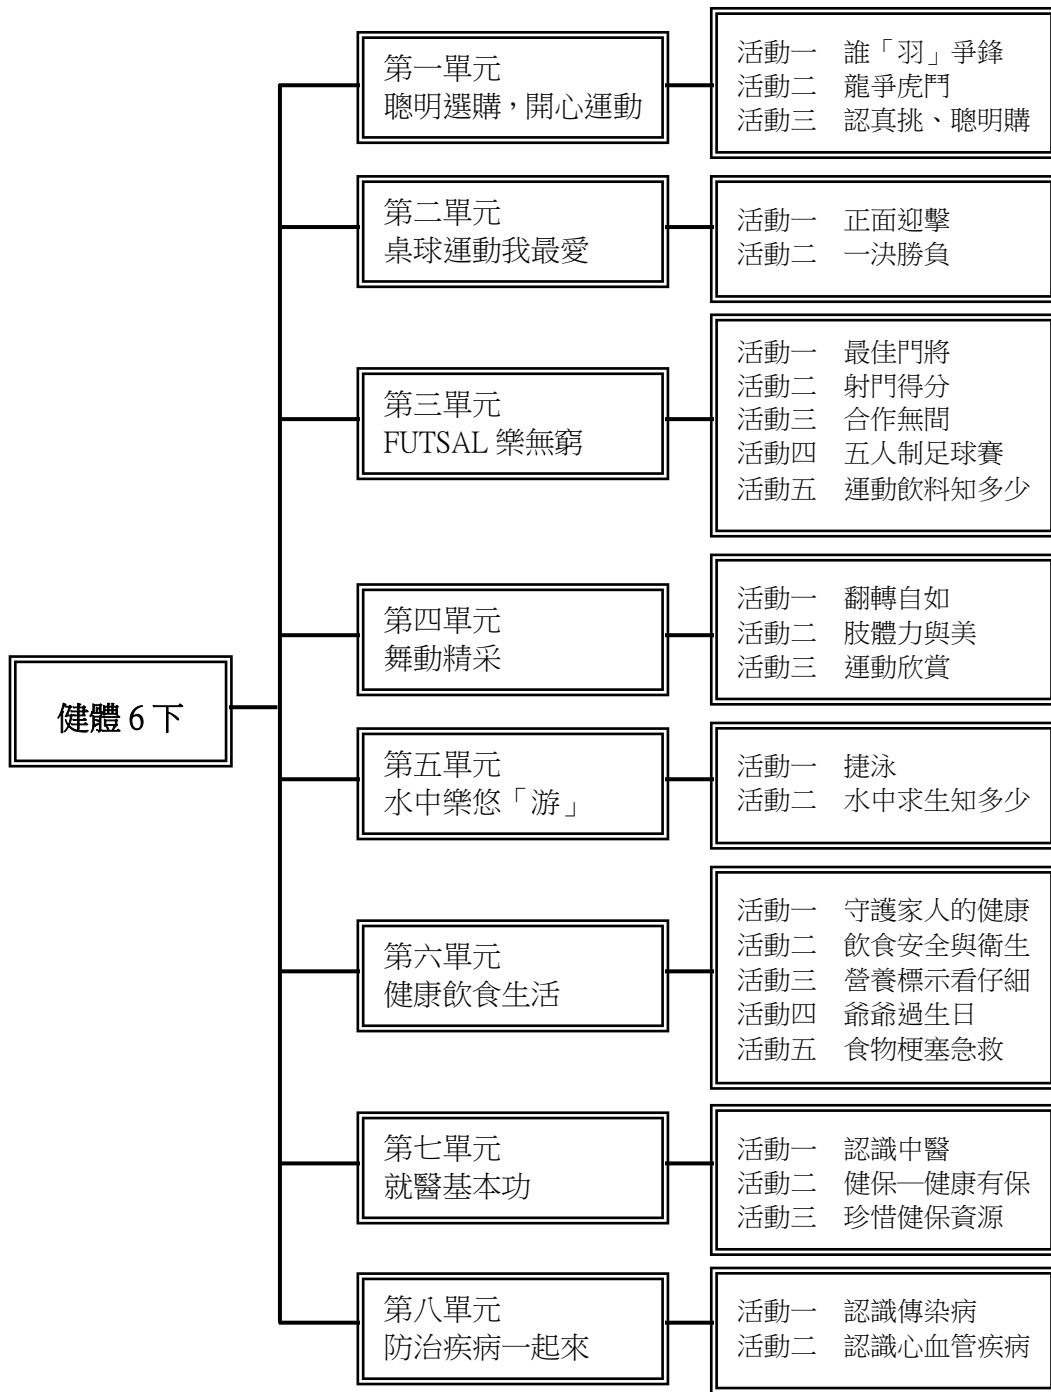 健體 6 下
第一單元
聰明選購，開心運動
活動一　誰「羽」爭鋒
活動二　龍爭虎鬥
活動三　認真挑、聰明購
第二單元
桌球運動我最愛
活動一　正面迎擊
活動二　一決勝負
第三單元
FUTSAL 樂無窮
活動一　最佳門將
活動二　射門得分
活動三　合作無間
活動四　五人制足球賽
活動五　運動飲料知多少
第四單元
舞動精采
活動一　翻轉自如
活動二　肢體力與美
活動三　運動欣賞
第五單元
水中樂悠「游」
活動一　捷泳
活動二　水中求生知多少
第六單元
健康飲食生活
活動一　守護家人的健康
活動二　飲食安全與衛生
活動三　營養標示看仔細
活動四　爺爺過生日
活動五　食物梗塞急救
第七單元
就醫基本功
活動一　認識中醫
活動二　健保─健康有保
活動三　珍惜健保資源
第八單元
防治疾病一起來
活動一　認識傳染病
活動二　認識心血管疾病